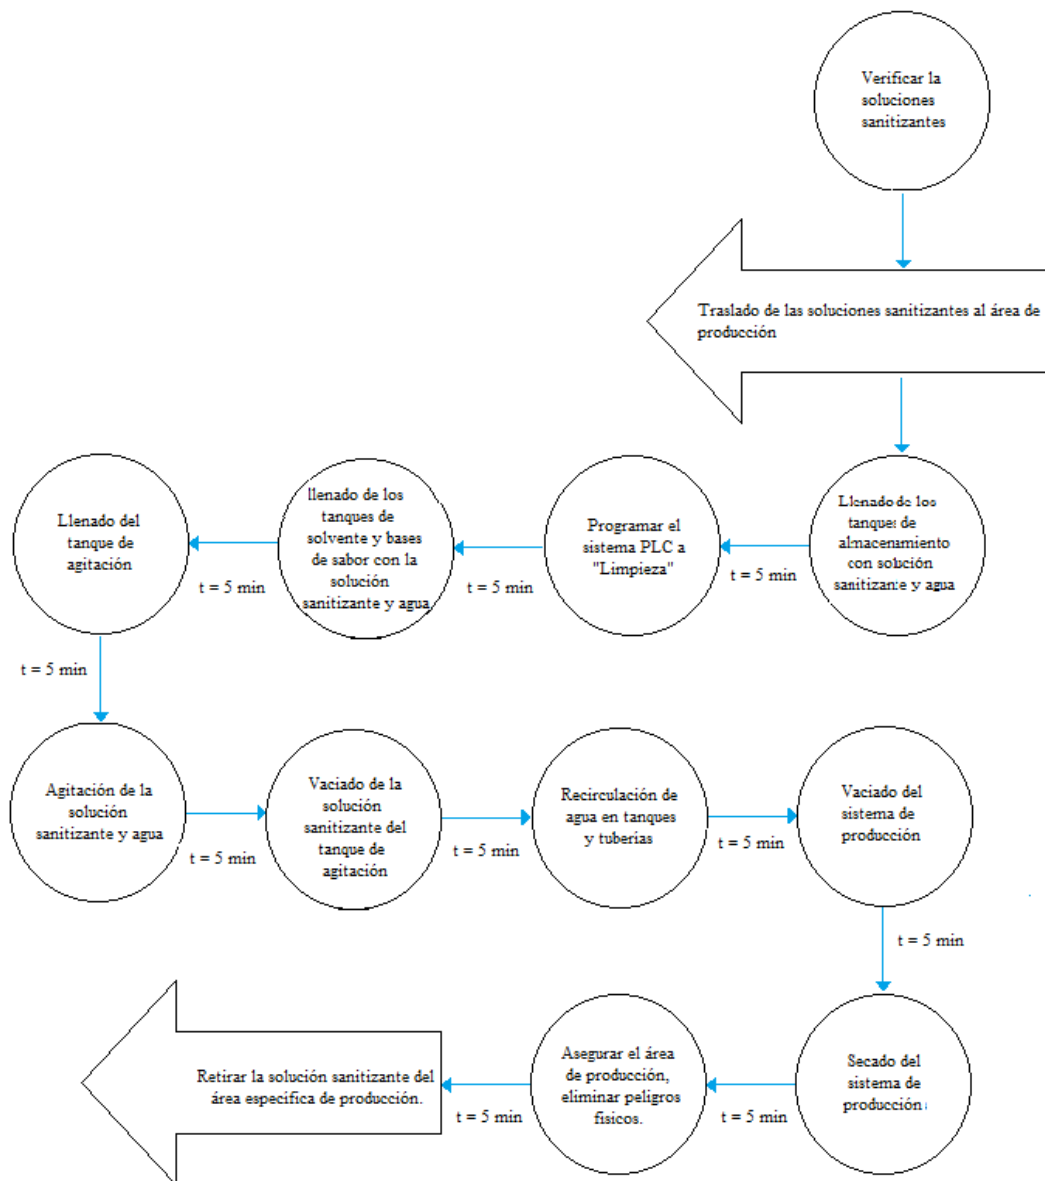 Verificar la
soluciones
sanitizantes
Traslado de las soluciones sanitizantes al área de
producción
Llenado de los
tanques de
almacenamiento
con solución
sanitizante y agua
t = 5 min
Programar el
sistema PLC a
"Limpieza"
t = 5 min
llenado de los
tanques de
solvente y bases
de sabor con la
solución
sanitizante y agua
t = 5 min
Llenado del
tanque de
agitación
t = 5 min
Agitación de la
solución
sanitizante y agua
t = 5 min
Vaciado de la
solución
sanitizante del
tanque de
agitación
t = 5 min
Recirculación de
agua en tanques
y tuberías
t = 5 min
Vaciado del
sistema de
producción
t = 5 min
Secado del
sistema de
producción
t = 5 min
Asegurar el área
de producción,
eliminar peligros
físicos.
t = 5 min
Retirar la solución sanitizante del
área especifica de producción.